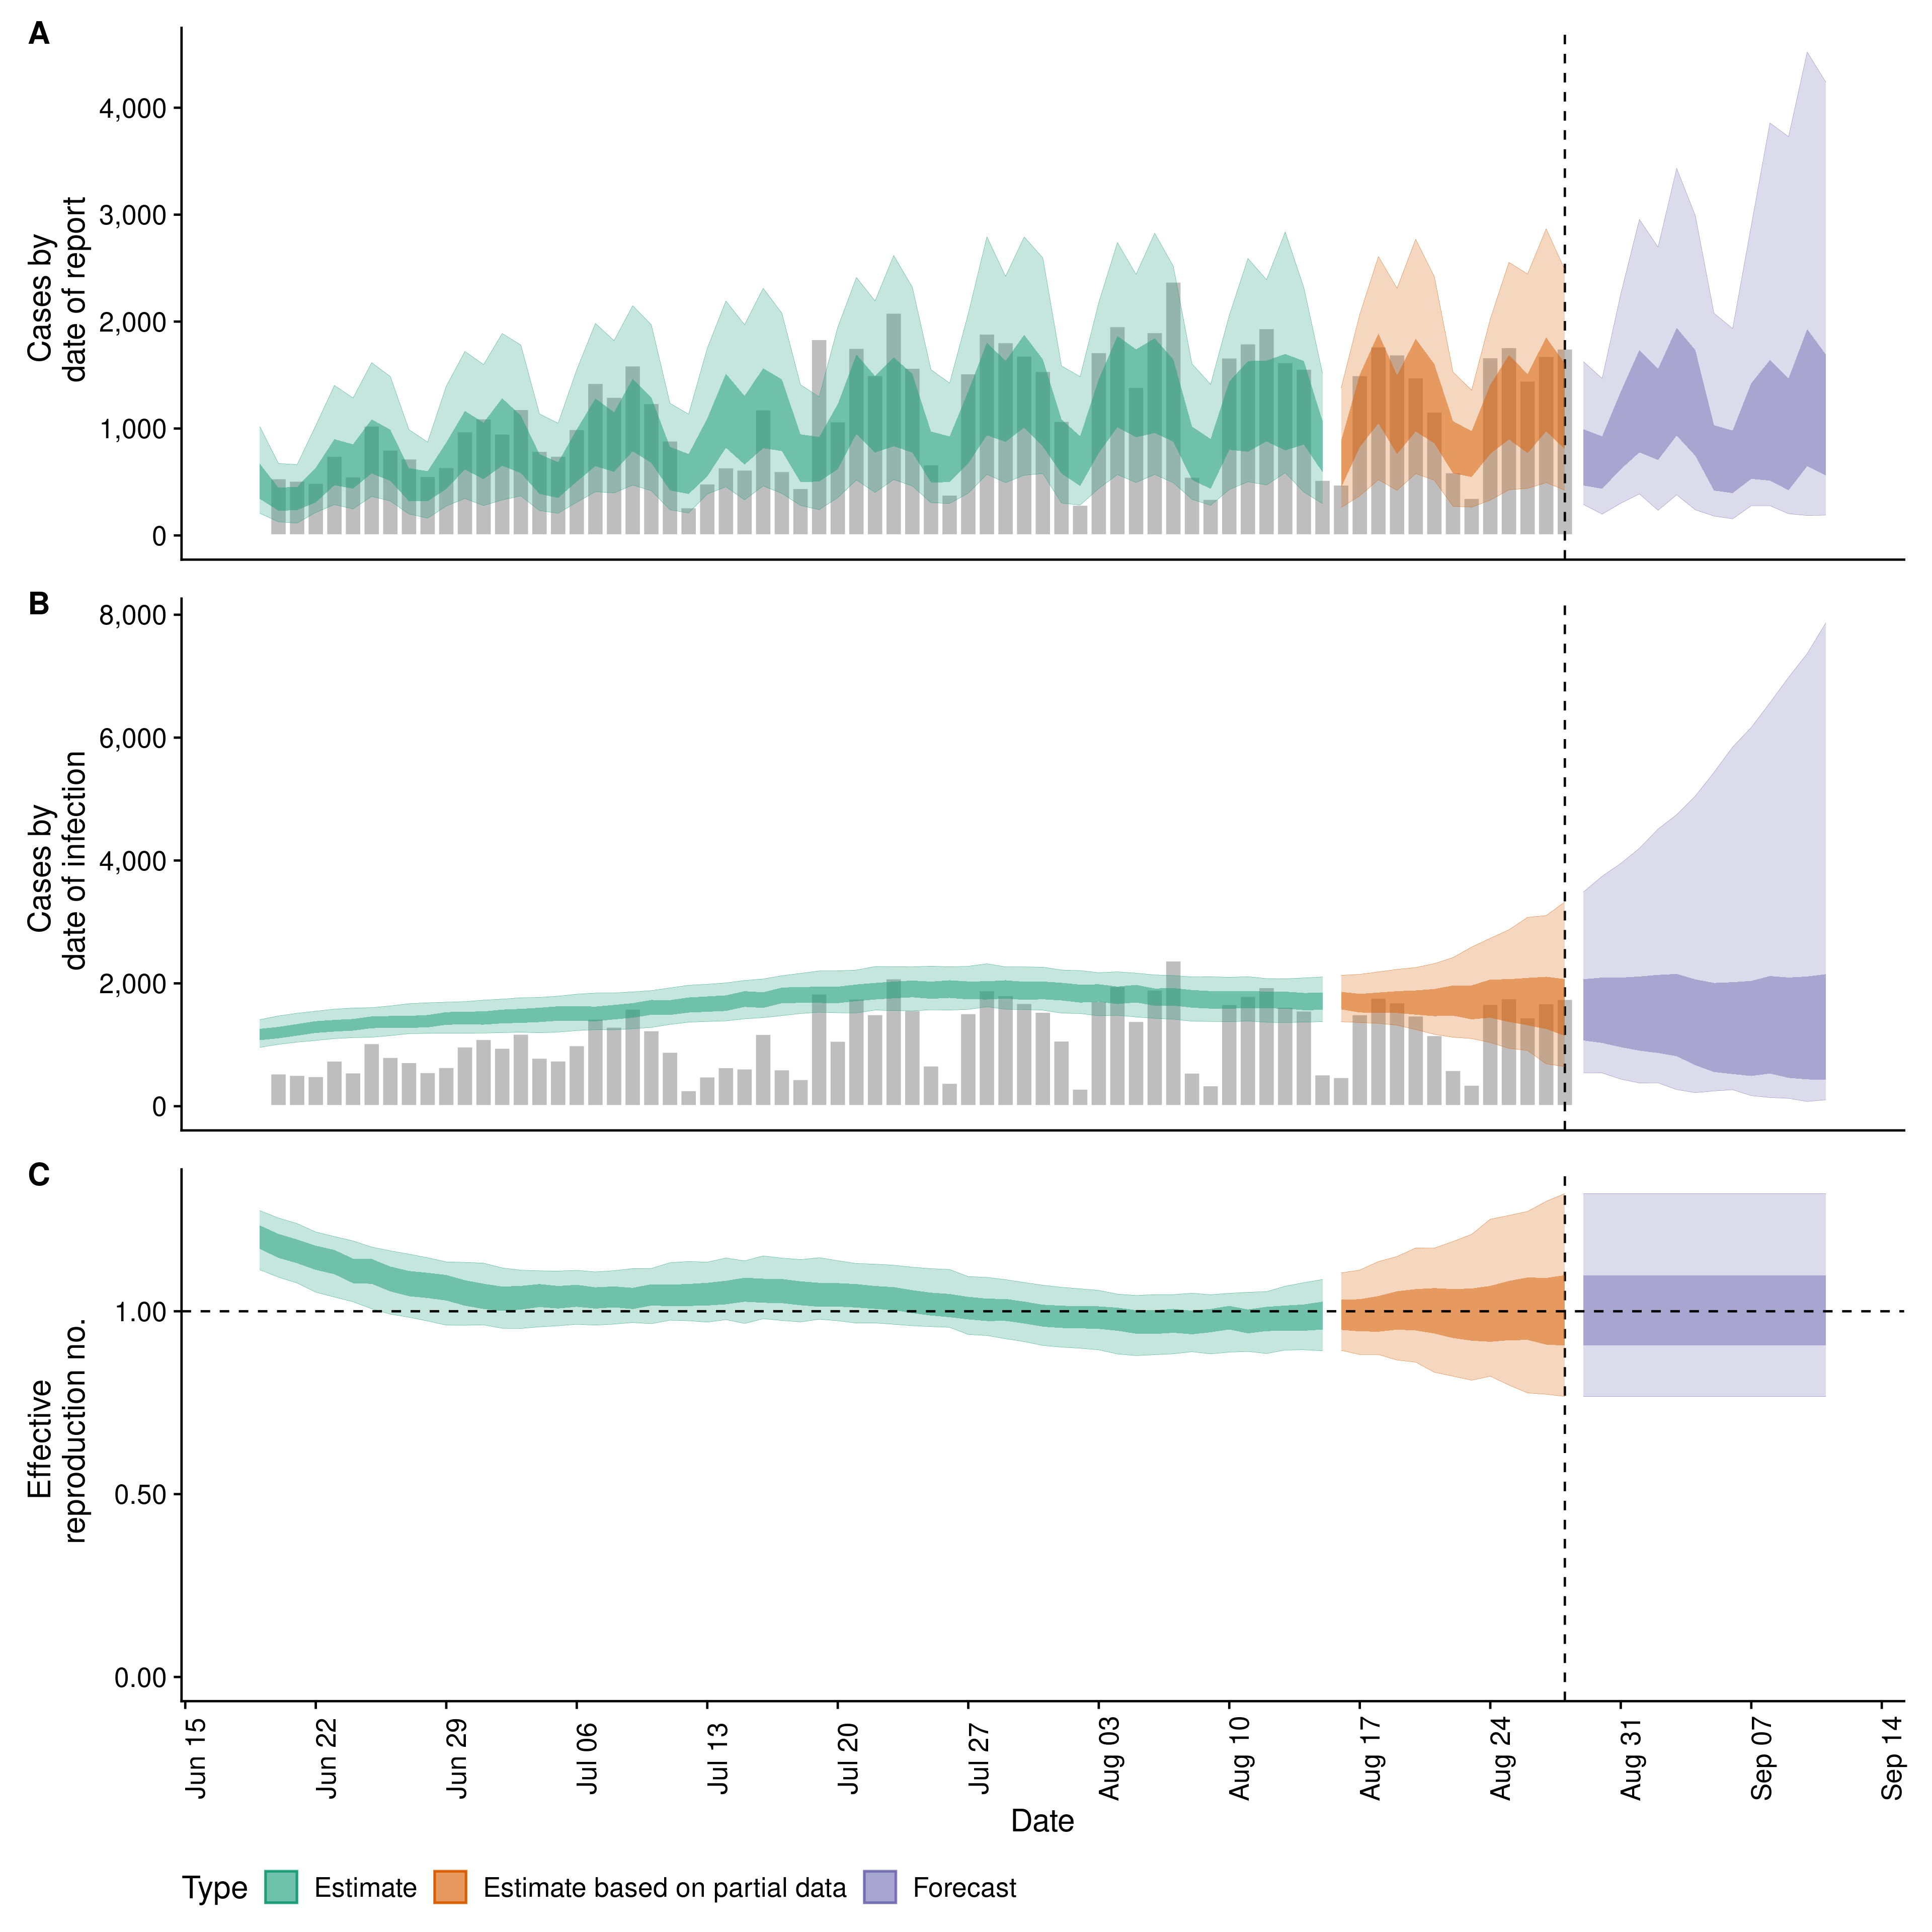 A
4,000
3,000
2,000
1,000
0
Cases by
date of report
B
8,000
6,000
4,000
2,000
0
Cases by
date of infection
C
1.00
0.50
0.00
Effective
reproduction no.
Jun 15
Jun 22
Jun 29
Jul 06
Jul 13
Jul 20
Jul 27
Aug 03
Aug 10
Aug 17
Aug 24
Aug 31
Sep 07
Sep 14
Date
Type Estimate Estimate based on partial data Forecast